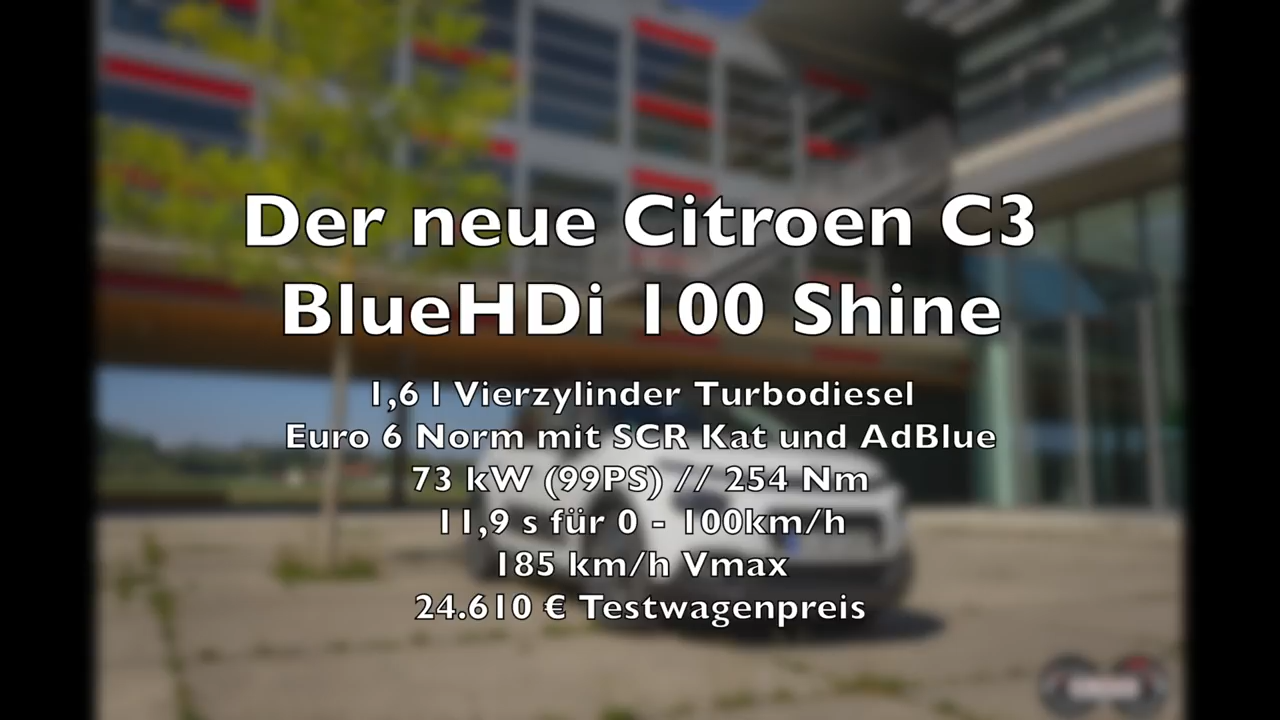 Der neue Citroen C3
BlueHDi 100 Shine
1,6 l Vierzylinder Turbodiesel
Euro 6 Norm mit SCR Kat und AdBlue
73 kW (99PS) // 254 Nm
11,9 s für 0 - 100km/h
185 km/h Vmax
24.610 € Testwagenpreis